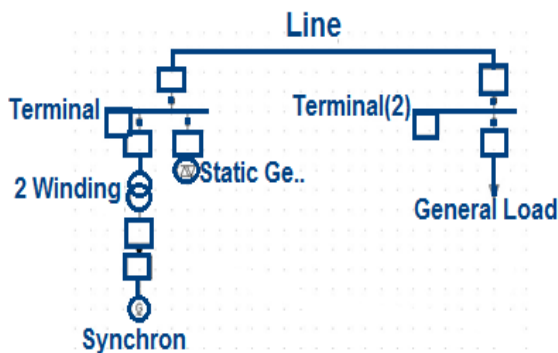 Line
Terminal
Terminal(2)
2 Winding
Static Ge..
General Load
G
Synchron